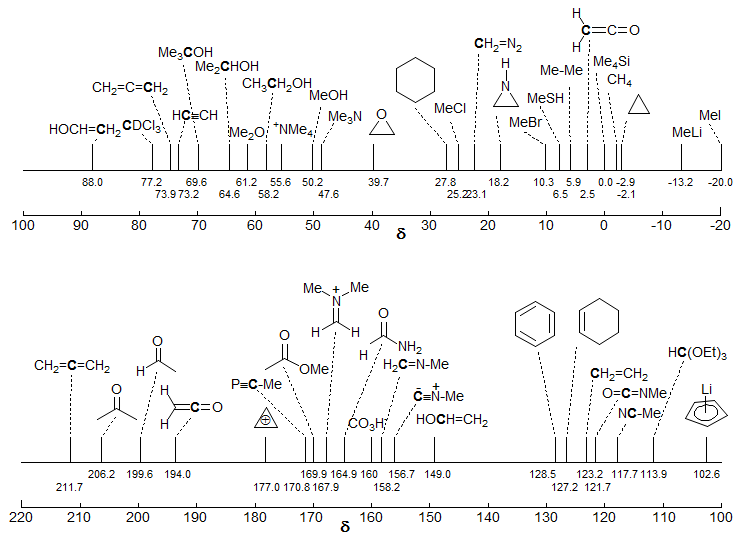 H
C=C=O
H
CH₂=N₂
Me₃COH
Me₂CHOH
Me-Me
Me₄Si
H
N
CH₃CH₂OH
CH₄
CH₂=C=CH₂
MeOH
MeSH
HC≡CH
MeCl
Me₃N
O
HOCH=CH₂
CDCl₃
Me₂O
⁺NMe₄
MeBr
MeLi
MeI
88.0 77.2 69.6 61.2 55.6 50.2 39.7 27.8 18.2 10.3 5.9 0.0 -2.9 -13.2 -20.0
73.9 73.2 64.6 58.2 47.6 25.2 23.1 6.5 2.5 -2.1
100 90 80 70 60 50 40 30 20 10 0 -10 -20
δ
Me
+
N
Me
H
H
O
H
NH₂
O
OMe
O
H
CH₂=C=CH₂
O
H
C=O
H
P≡C-Me
⊕
H₂C=N-Me
- +
C≡N-Me
CO₃H
HOCH=CH₂
HC(OEt)₃
CH₂=CH₂
O=C=NMe
NC-Me
Li
206.2 199.6 194.0 169.9 164.9 160 156.7 149.0 128.5 123.2 117.7 113.9 102.6
211.7 177.0 170.8 167.9 158.2 127.2 121.7
220 210 200 190 180 170 160 150 140 130 120 110 100
δ